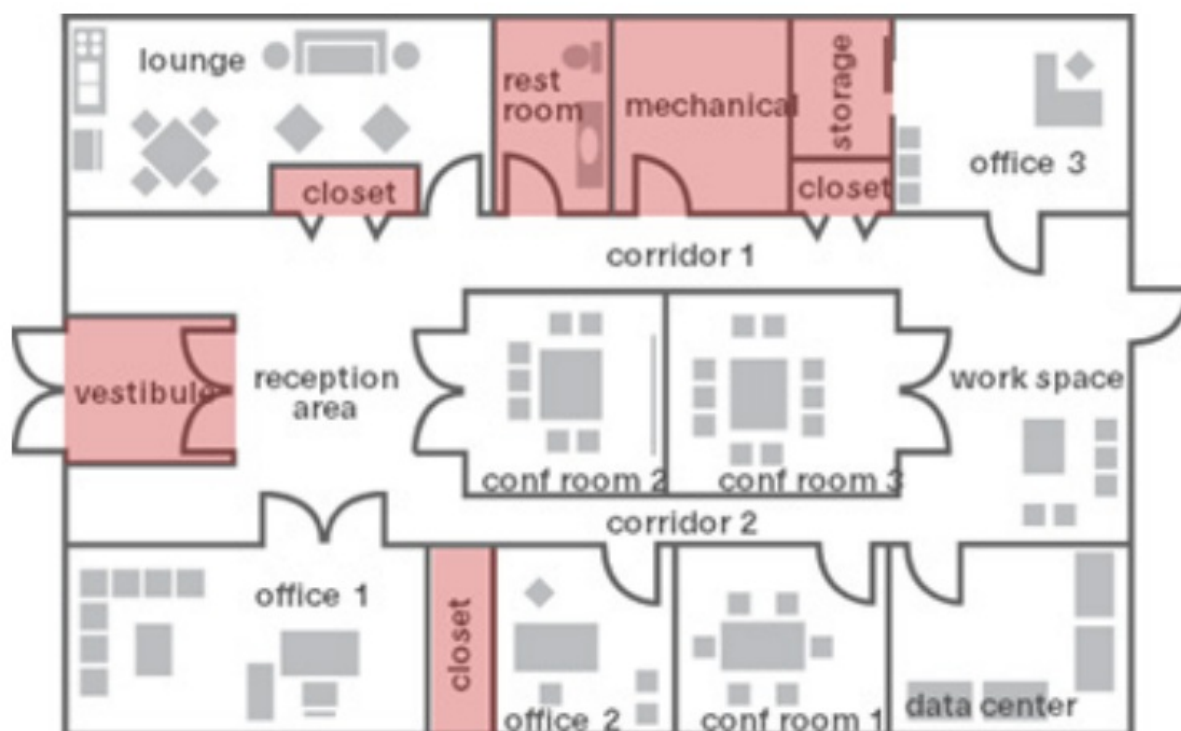 lounge
rest
room
mechanical
storage
office 3
closet
closet
corridor 1
vestibule
reception
area
work space
conf room 2
conf room 3
corridor 2
office 1
closet
office 2
conf room 1
data center